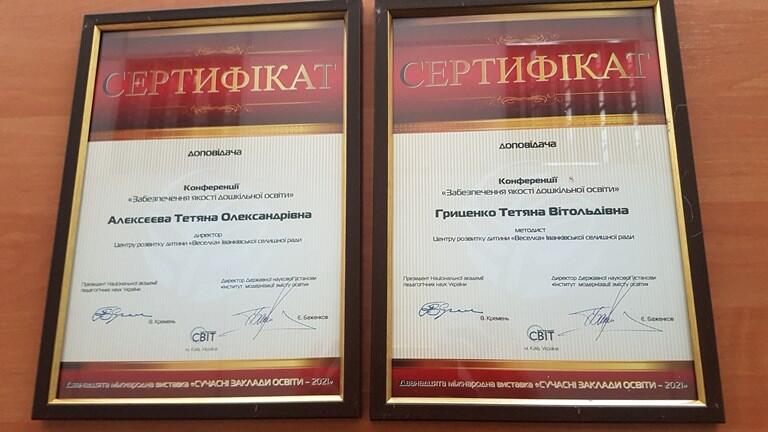 СЕРТИФІКАТ
ДОПОВІДАЧА
Конференції
«Забезпечення якості дошкільної освіти»
Алексєєва Тетяна Олександрівна
директор
Центру розвитку дитини «Веселка» Іванківської селищної ради
Президент Національної академії
педагогічних наук України
Директор Державної наукової установи
«Інститут модернізації змісту освіти»
В. Кремень
Є. Баженков
СВІТ
м. Київ, Україна
Дванадцята міжнародна виставка «СУЧАСНІ ЗАКЛАДИ ОСВІТИ – 2021»
СЕРТИФІКАТ
ДОПОВІДАЧА
Конференції
«Забезпечення якості дошкільної освіти»
Гриценко Тетяна Вітольдівна
методист
Центру розвитку дитини «Веселка» Іванківської селищної ради
Президент Національної академії
педагогічних наук України
Директор Державної наукової установи
«Інститут модернізації змісту освіти»
В. Кремень
Є. Баженков
СВІТ
м. Київ, Україна
Дванадцята міжнародна виставка «СУЧАСНІ ЗАКЛАДИ ОСВІТИ – 2021»